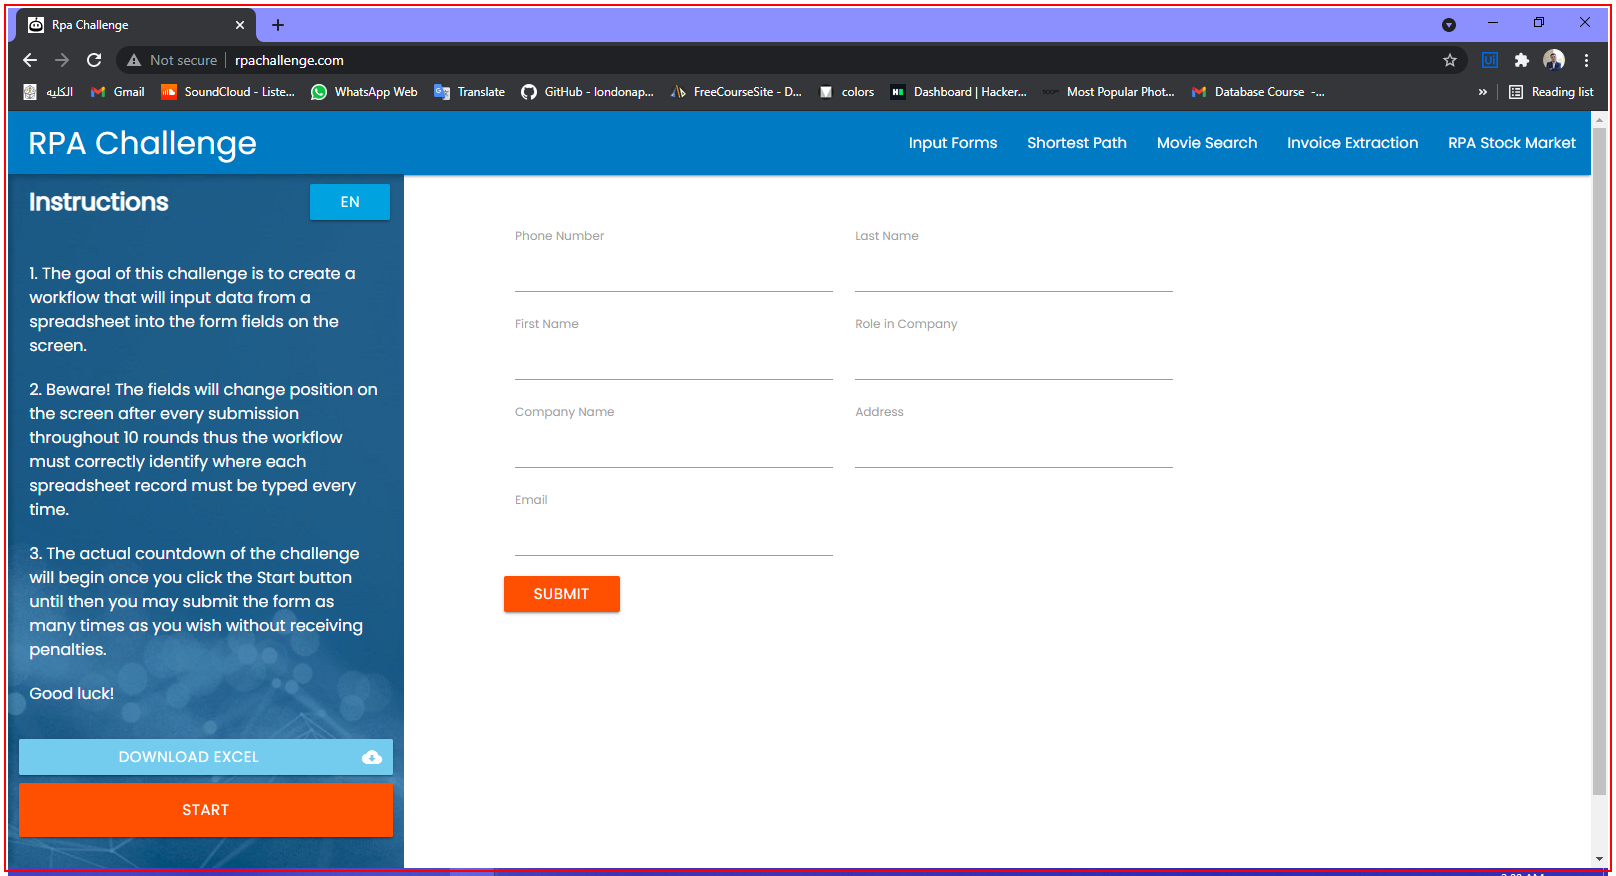 Rpa Challenge
Not secure
rpachallenge.com
الكليه
Gmail
SoundCloud - Liste...
WhatsApp Web
Translate
GitHub - londonap...
FreeCourseSite - D...
colors
Dashboard | Hacker...
Most Popular Phot...
Database Course -...
»
Reading list
RPA Challenge
Input Forms
Shortest Path
Movie Search
Invoice Extraction
RPA Stock Market
Instructions
EN
1. The goal of this challenge is to create a
workflow that will input data from a
spreadsheet into the form fields on the
screen.
2. Beware! The fields will change position on
the screen after every submission
throughout 10 rounds thus the workflow
must correctly identify where each
spreadsheet record must be typed every
time.
3. The actual countdown of the challenge
will begin once you click the Start button
until then you may submit the form as
many times as you wish without receiving
penalties.
Good luck!
DOWNLOAD EXCEL
START
Phone Number
Last Name
First Name
Role in Company
Company Name
Address
Email
SUBMIT